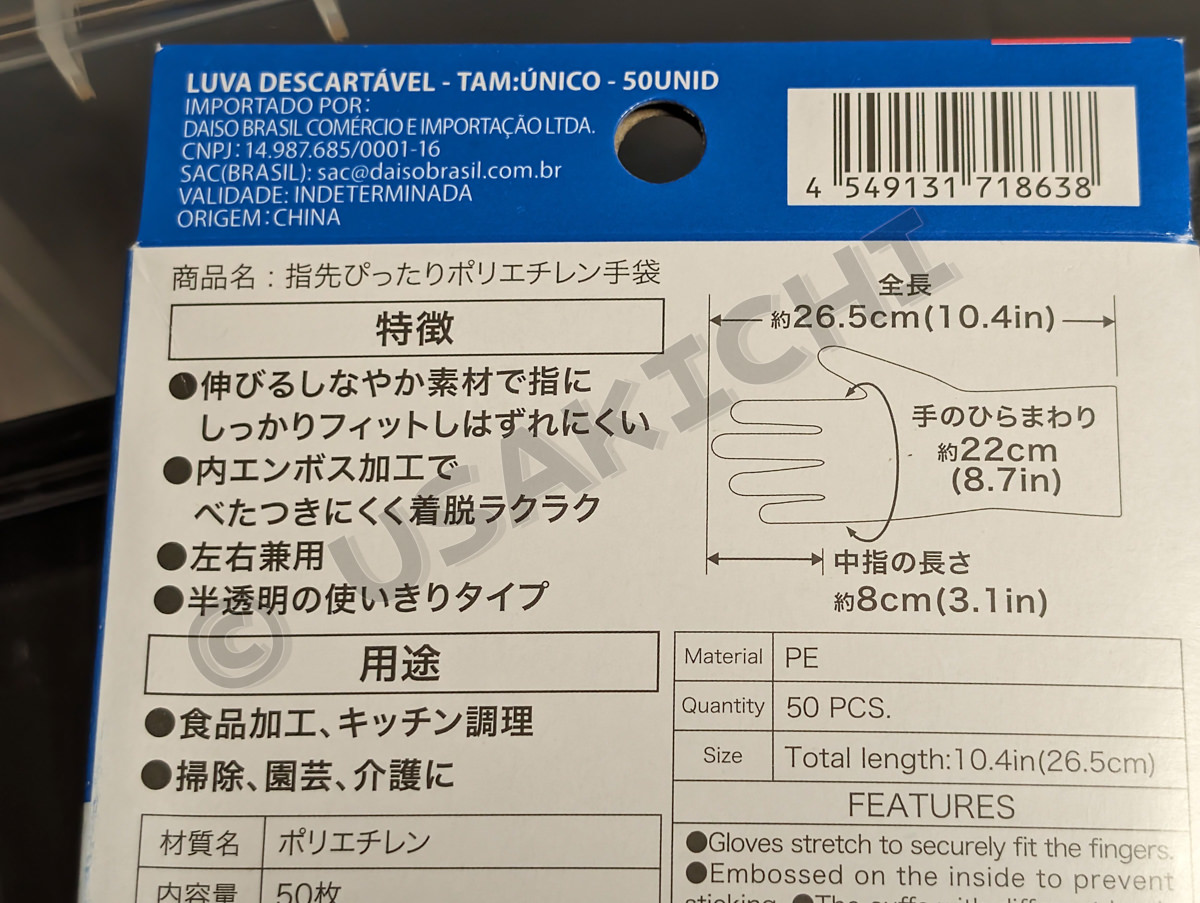 LUVA DESCARTÁVEL - TAM:ÚNICO - 50UNID
IMPORTADO POR:
DAISO BRASIL COMÉRCIO E IMPORTAÇÃO LTDA.
CNPJ: 14.987.685/0001-16
SAC(BRASIL): sac@daisobrasil.com.br
VALIDADE: INDETERMINADA
ORIGEM: CHINA
4 549131 718638
商品名：指先ぴったりポリエチレン手袋
特徴
●伸びるしなやか素材で指に
しっかりフィットしはずれにくい
●内エンボス加工で
べたつきにくく着脱ラクラク
●左右兼用
●半透明の使いきりタイプ
全長
約26.5cm(10.4in)
手のひらまわり
約22cm
(8.7in)
中指の長さ
約8cm(3.1in)
用途
●食品加工、キッチン調理
●掃除、園芸、介護に
材質名 ポリエチレン
内容量 50枚
Material PE
Quantity 50 PCS.
Size Total length:10.4in(26.5cm)
FEATURES
●Gloves stretch to securely fit the fingers.
●Embossed on the inside to prevent
© USAKICHI